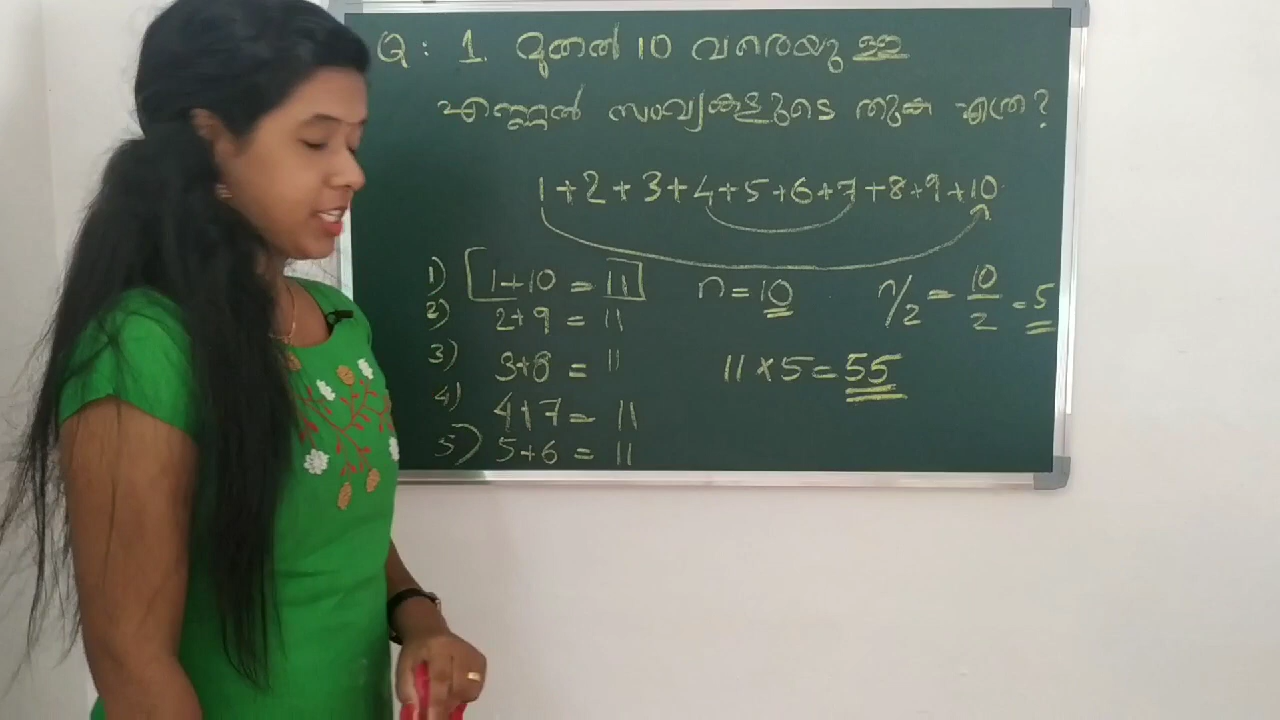 Q : 1 മുതൽ 10 വരെയുള്ള
എണ്ണൽ സംഖ്യകളുടെ തുക എത്ര?
1+2+3+4+5+6+7+8+9+10
1) 1+10 = 11 n = 10 n/2 = 10/2 = 5
2) 2+9 = 11
3) 3+8 = 11 11×5=55
4) 4+7 = 11
5) 5+6 = 11